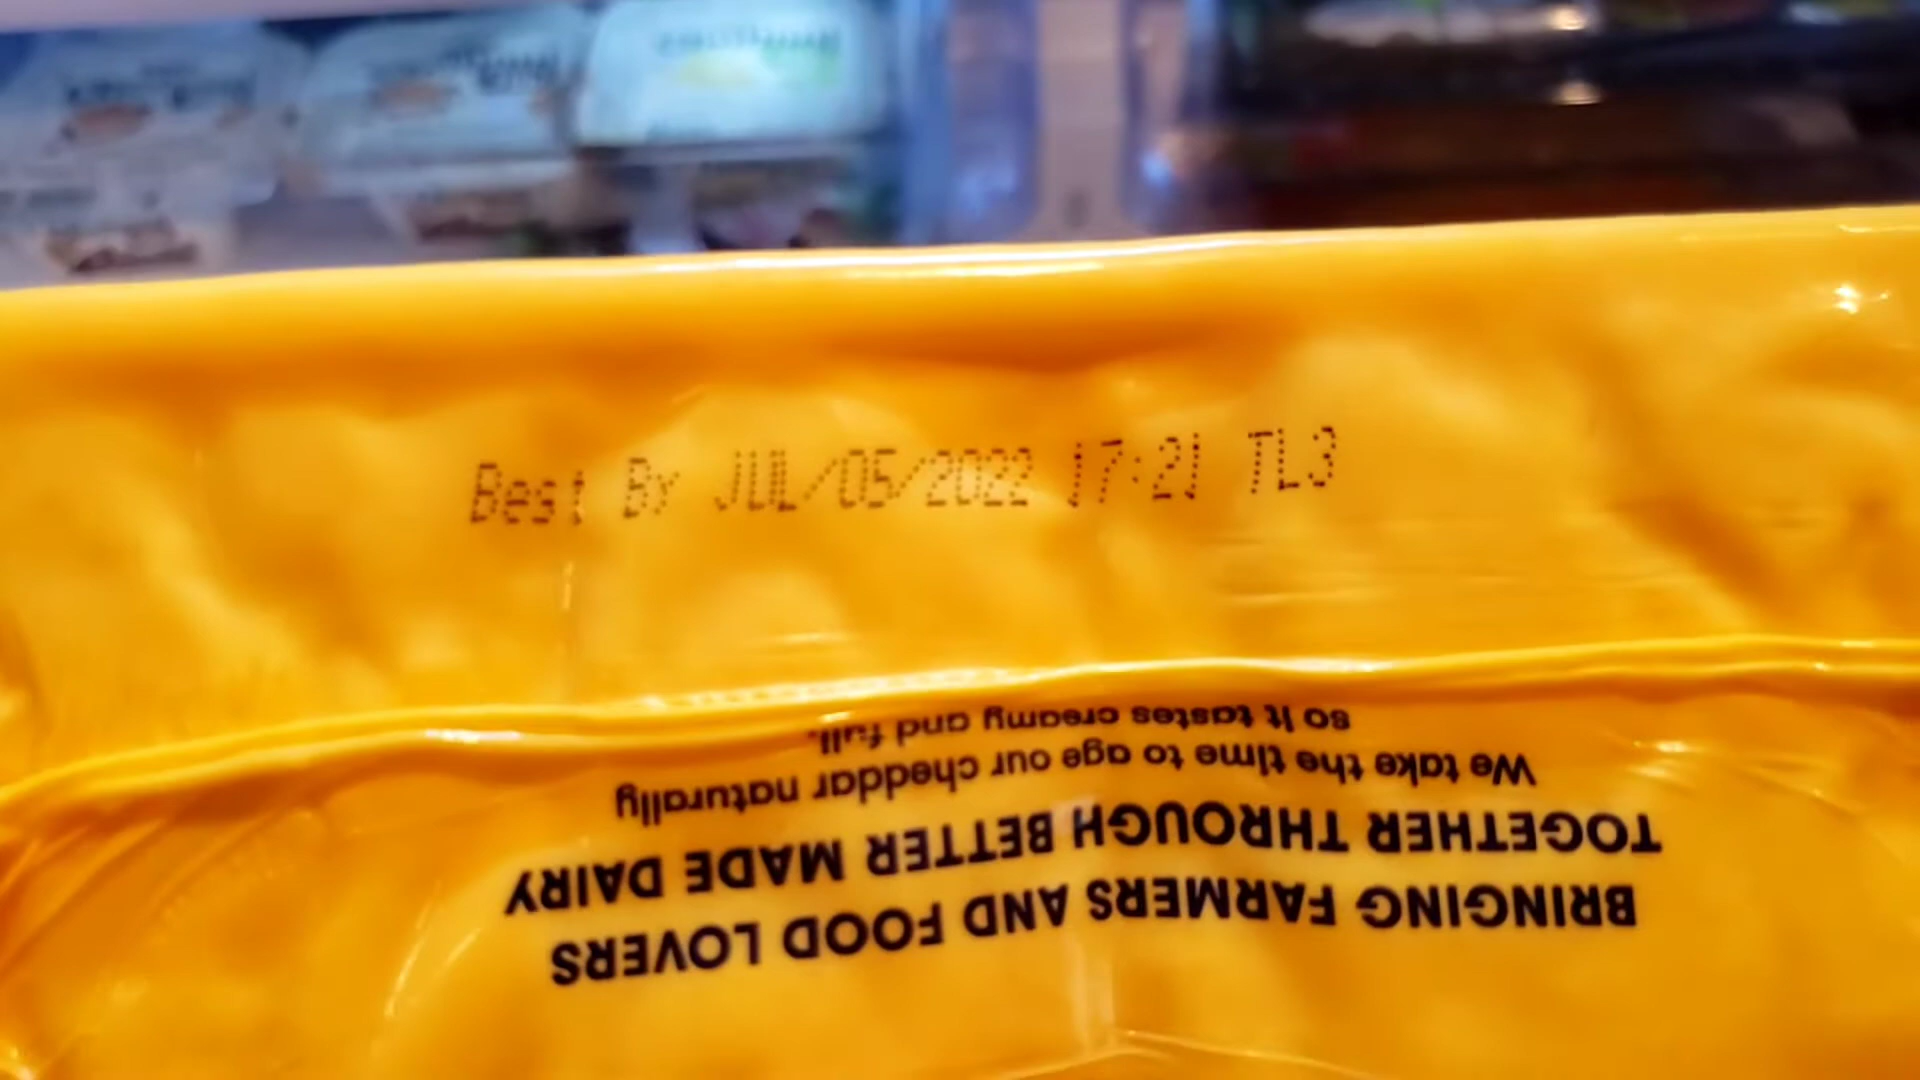 Best By JUL/05/2022 17:21 TL3
BRINGING FARMERS AND FOOD LOVERS
TOGETHER THROUGH BETTER MADE DAIRY
We take the time to age our cheddar naturally
so it tastes creamy and full.